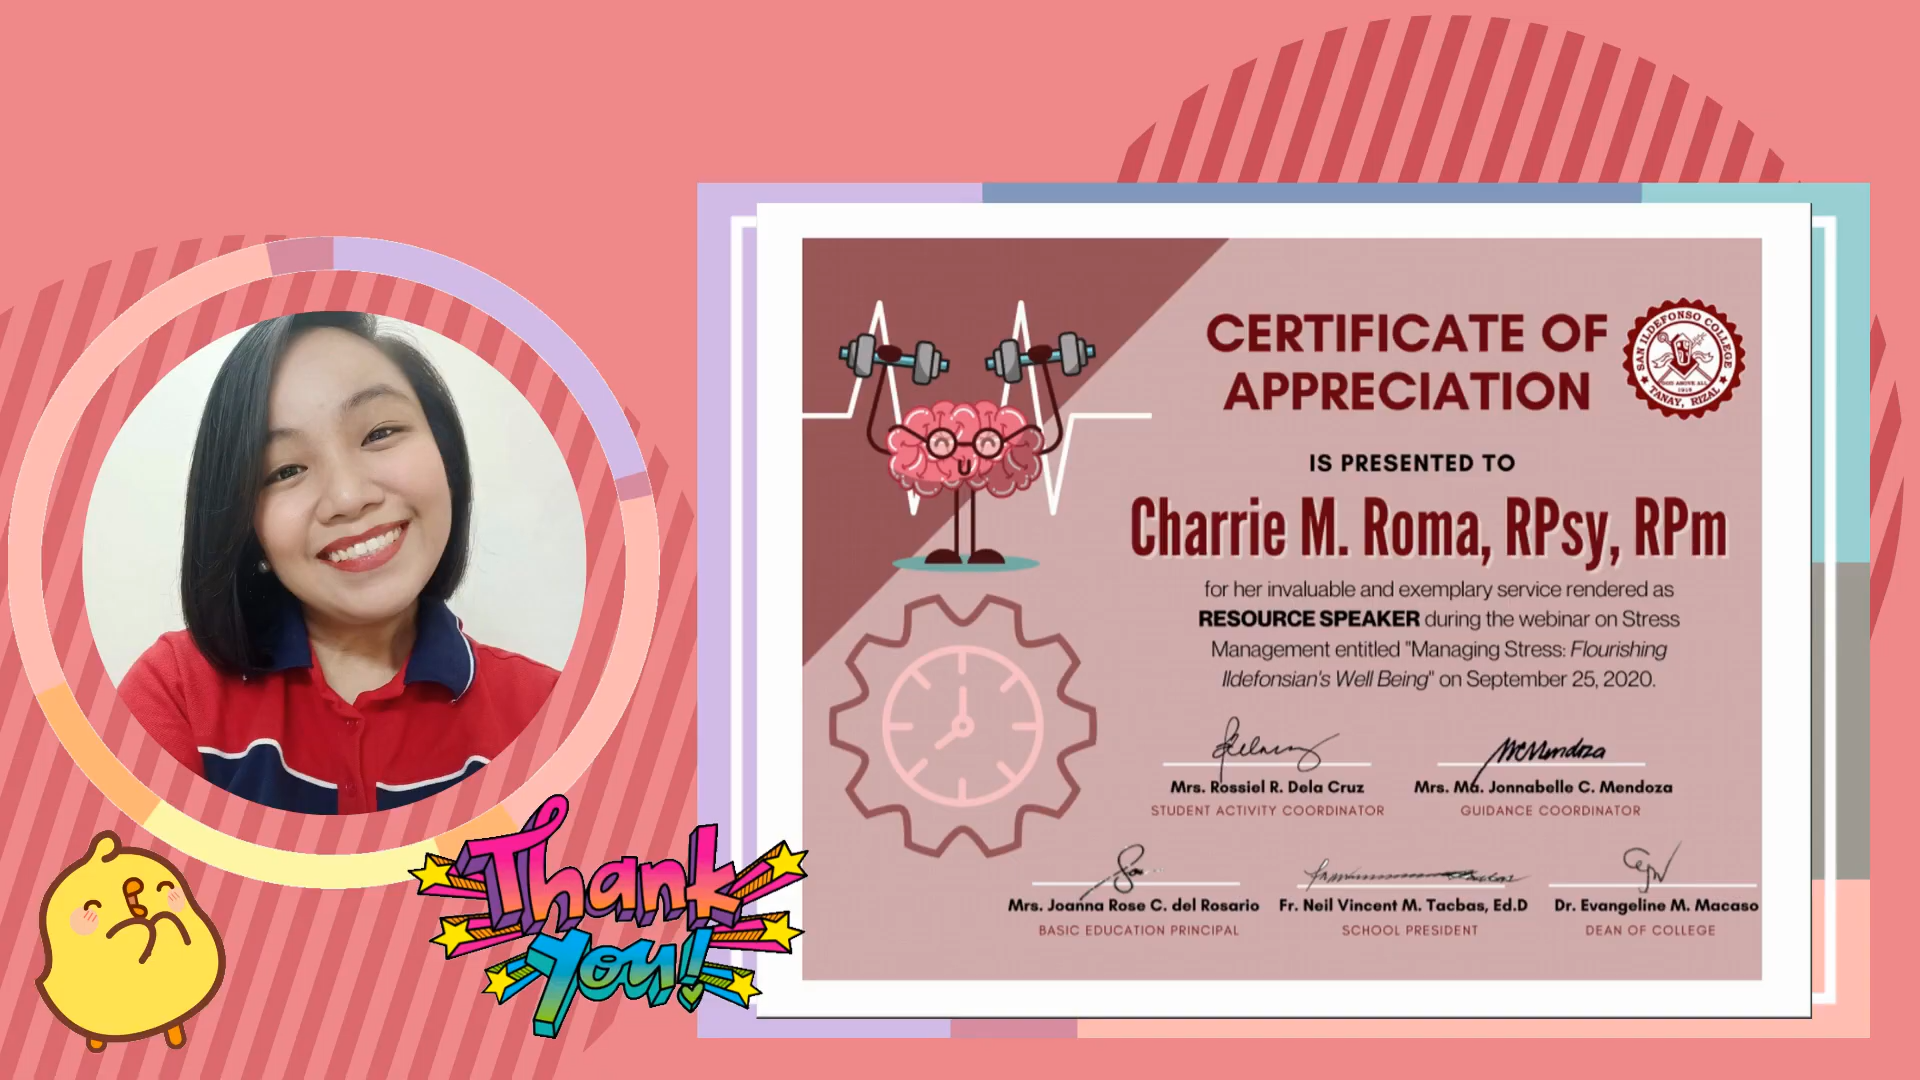 CERTIFICATE OF
APPRECIATION
SAN ILDEFONSO COLLEGE
GOD ABOVE ALL
TANAY, RIZAL
IS PRESENTED TO
Charrie M. Roma, RPsy, RPm
for her invaluable and exemplary service rendered as
RESOURCE SPEAKER during the webinar on Stress
Management entitled "Managing Stress: Flourishing
Ildefonsian's Well Being" on September 25, 2020.
Mrs. Rossiel R. Dela Cruz
STUDENT ACTIVITY COORDINATOR
Mrs. Ma. Jonnabelle C. Mendoza
GUIDANCE COORDINATOR
Mrs. Joanna Rose C. del Rosario
BASIC EDUCATION PRINCIPAL
Fr. Neil Vincent M. Tacbas, Ed.D
SCHOOL PRESIDENT
Dr. Evangeline M. Macaso
DEAN OF COLLEGE
Thank
You!